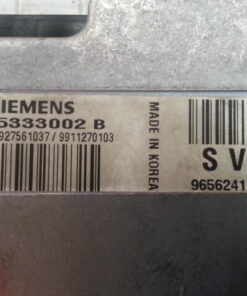 SIEMENS
5333002 B
927561037 / 9911270103
MADE IN KOREA
S V
9656241